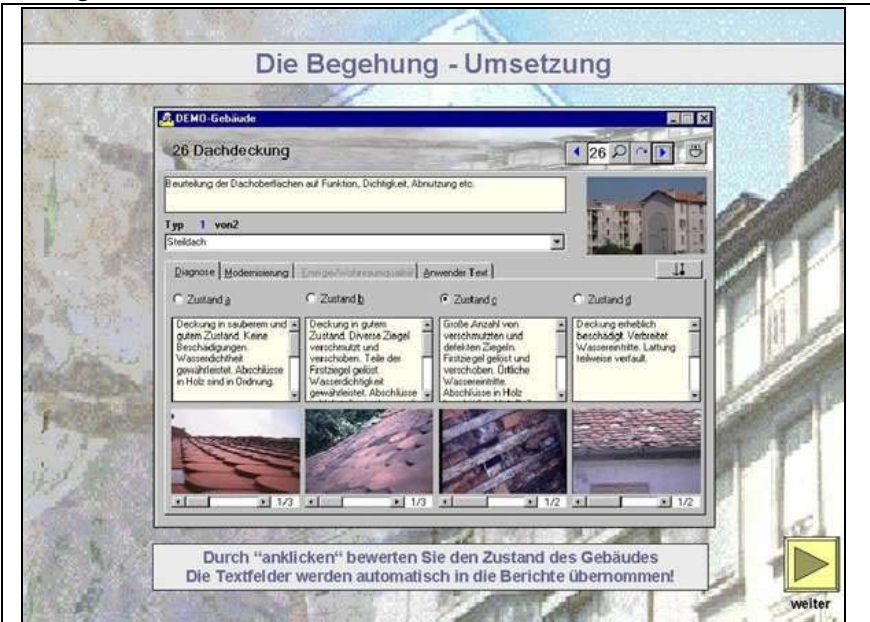 Die Begehung - Umsetzung
DEMO-Gebäude
26 Dachdeckung
26
Beurteilung der Dachoberflächen auf Funktion, Dichtigkeit, Abnutzung etc.
Typ 1 von2
Steildach
Diagnose Modernisierung Energie/Wohnraumqualität Anwender Text
Zustand a Zustand b Zustand c Zustand d
Deckung in sauberem und
gutem Zustand. Keine
Beschädigungen.
Wasserdichtheit
gewährleistet. Abschlüsse
in Holz sind in Ordnung.
Deckung in gutem
Zustand. Diverse Ziegel
verschmutzt und
verschoben. Teile der
Firstziegel gelöst.
Wasserdichtigkeit
gewährleistet. Abschlüsse
Große Anzahl von
verschmutzten und
defekten Ziegeln.
Firstziegel gelöst und
verschoben. Örtliche
Wassereintritte.
Abschlüsse in Holz
Deckung erheblich
beschädigt. Verbreitet
Wassereintritte. Lattung
teilweise verfault.
1/3 1/3 1/2 1/2
Durch "anklicken" bewerten Sie den Zustand des Gebäudes
Die Textfelder werden automatisch in die Berichte übernommen!
weiter